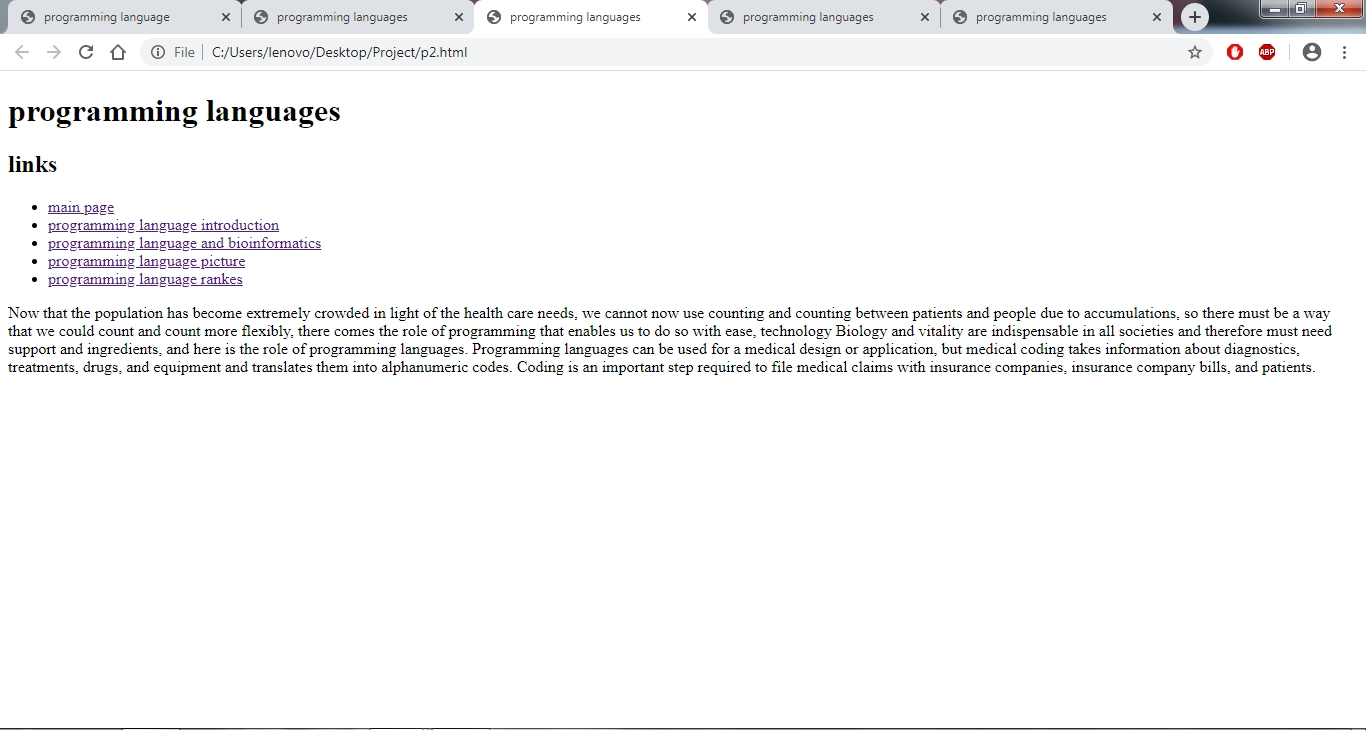 programming language
programming languages
programming languages
programming languages
programming languages
File
C:/Users/lenovo/Desktop/Project/p2.html
ABP
programming languages
links
main page
programming language introduction
programming language and bioinformatics
programming language picture
programming language rankes
Now that the population has become extremely crowded in light of the health care needs, we cannot now use counting and counting between patients and people due to accumulations, so there must be a way
that we could count and count more flexibly, there comes the role of programming that enables us to do so with ease, technology Biology and vitality are indispensable in all societies and therefore must need
support and ingredients, and here is the role of programming languages. Programming languages can be used for a medical design or application, but medical coding takes information about diagnostics,
treatments, drugs, and equipment and translates them into alphanumeric codes. Coding is an important step required to file medical claims with insurance companies, insurance company bills, and patients.